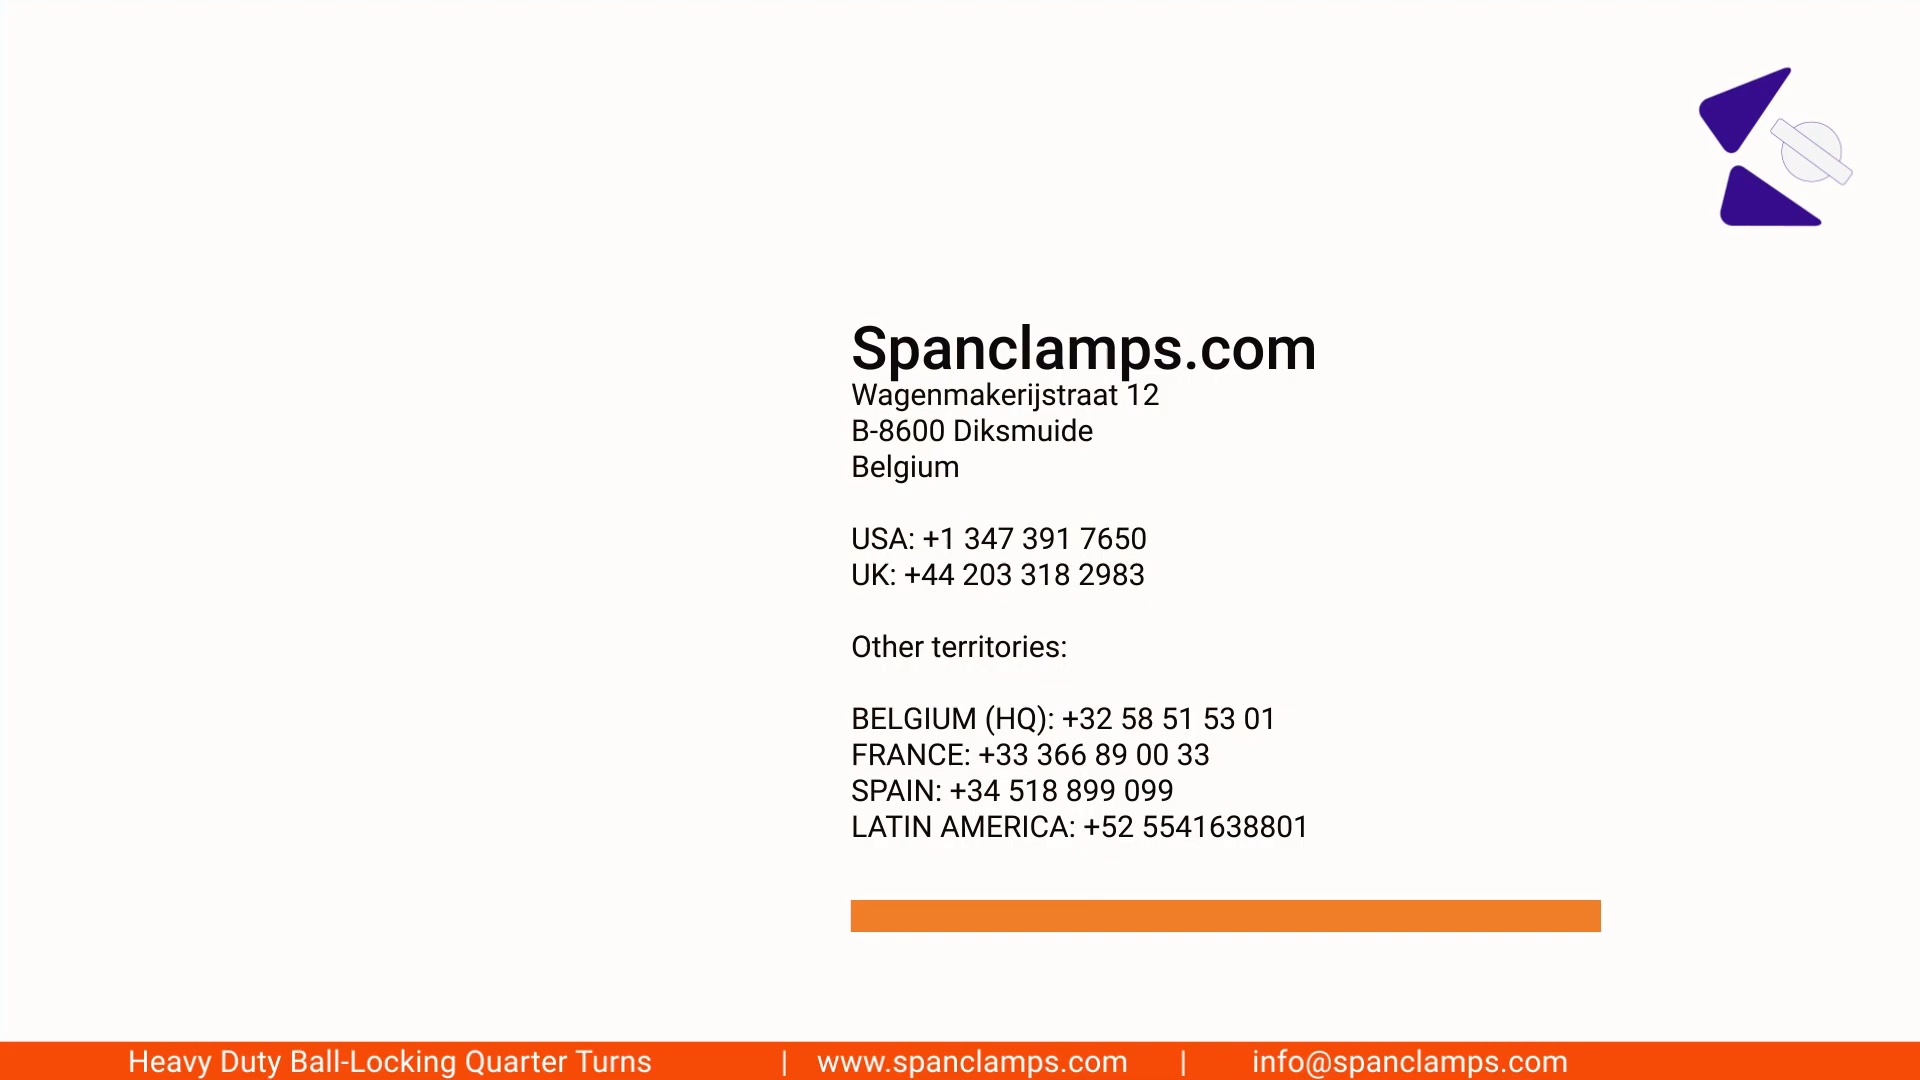 Spanclamps.com
Wagenmakerijstraat 12
B-8600 Diksmuide
Belgium
USA: +1 347 391 7650
UK: +44 203 318 2983
Other territories:
BELGIUM (HQ): +32 58 51 53 01
FRANCE: +33 366 89 00 33
SPAIN: +34 518 899 099
LATIN AMERICA: +52 5541638801
Heavy Duty Ball-Locking Quarter Turns | www.spanclamps.com | info@spanclamps.com